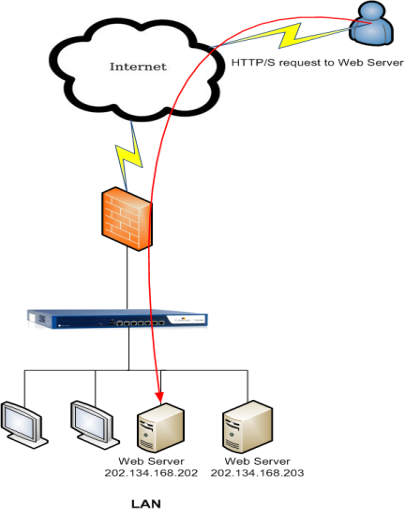 Internet
HTTP/S request to Web Server
Web Server
202.134.168.202
Web Server
202.134.168.203
LAN